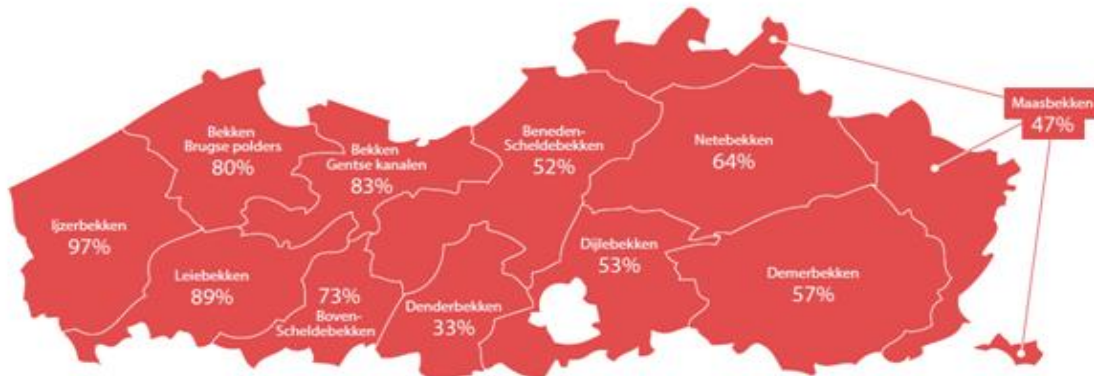 Maasbekken
47%
Bekken
Brugse polders
80%
Bekken
Gentse kanalen
83%
Beneden-
Scheldebekken
52%
Netebekken
64%
Ijzerbekken
97%
Leiebekken
89%
73%
Boven-
Scheldebekken
Denderbekken
33%
Dijlebekken
53%
Demerbekken
57%